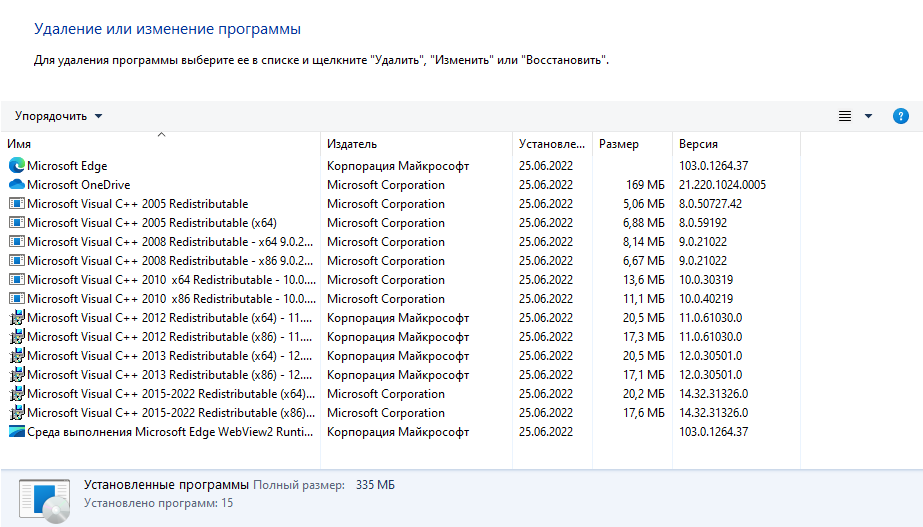 Удаление или изменение программы
Для удаления программы выберите ее в списке и щелкните "Удалить", "Изменить" или "Восстановить".
Упорядочить
?
Имя Издатель Установле... Размер Версия
Microsoft Edge Корпорация Майкрософт 25.06.2022 103.0.1264.37
Microsoft OneDrive Microsoft Corporation 25.06.2022 169 МБ 21.220.1024.0005
Microsoft Visual C++ 2005 Redistributable Microsoft Corporation 25.06.2022 5,06 МБ 8.0.50727.42
Microsoft Visual C++ 2005 Redistributable (x64) Microsoft Corporation 25.06.2022 6,88 МБ 8.0.59192
Microsoft Visual C++ 2008 Redistributable - x64 9.0.2... Microsoft Corporation 25.06.2022 8,14 МБ 9.0.21022
Microsoft Visual C++ 2008 Redistributable - x86 9.0.2... Microsoft Corporation 25.06.2022 6,67 МБ 9.0.21022
Microsoft Visual C++ 2010 x64 Redistributable - 10.0.... Microsoft Corporation 25.06.2022 13,6 МБ 10.0.30319
Microsoft Visual C++ 2010 x86 Redistributable - 10.0.... Microsoft Corporation 25.06.2022 11,1 МБ 10.0.40219
Microsoft Visual C++ 2012 Redistributable (x64) - 11.... Корпорация Майкрософт 25.06.2022 20,5 МБ 11.0.61030.0
Microsoft Visual C++ 2012 Redistributable (x86) - 11.... Корпорация Майкрософт 25.06.2022 17,3 МБ 11.0.61030.0
Microsoft Visual C++ 2013 Redistributable (x64) - 12.... Корпорация Майкрософт 25.06.2022 20,5 МБ 12.0.30501.0
Microsoft Visual C++ 2013 Redistributable (x86) - 12.... Корпорация Майкрософт 25.06.2022 17,1 МБ 12.0.30501.0
Microsoft Visual C++ 2015-2022 Redistributable (x64)... Microsoft Corporation 25.06.2022 20,2 МБ 14.32.31326.0
Microsoft Visual C++ 2015-2022 Redistributable (x86)... Microsoft Corporation 25.06.2022 17,6 МБ 14.32.31326.0
Среда выполнения Microsoft Edge WebView2 Runti... Корпорация Майкрософт 25.06.2022 103.0.1264.37
Установленные программы Полный размер: 335 МБ
Установлено программ: 15